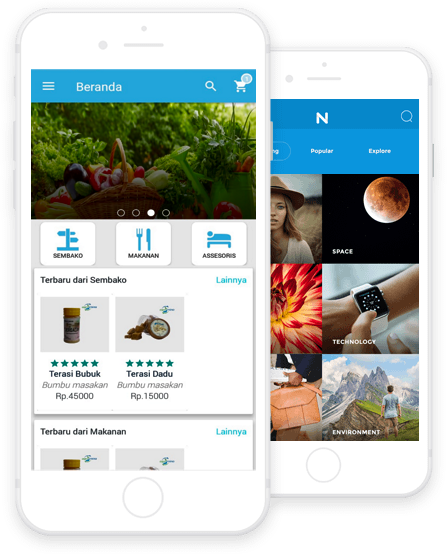 Beranda
SEMBAKO
MAKANAN
ASSESORIS
Terbaru dari Sembako
Lainnya
Terasi Bubuk
Terasi Dadu
Bumbu masakan
Bumbu masakan
Rp.45000
Rp.15000
Terbaru dari Makanan
Lainnya
N
ng
Popular
Explore
SPACE
TECHNOLOGY
ENVIRONMENT